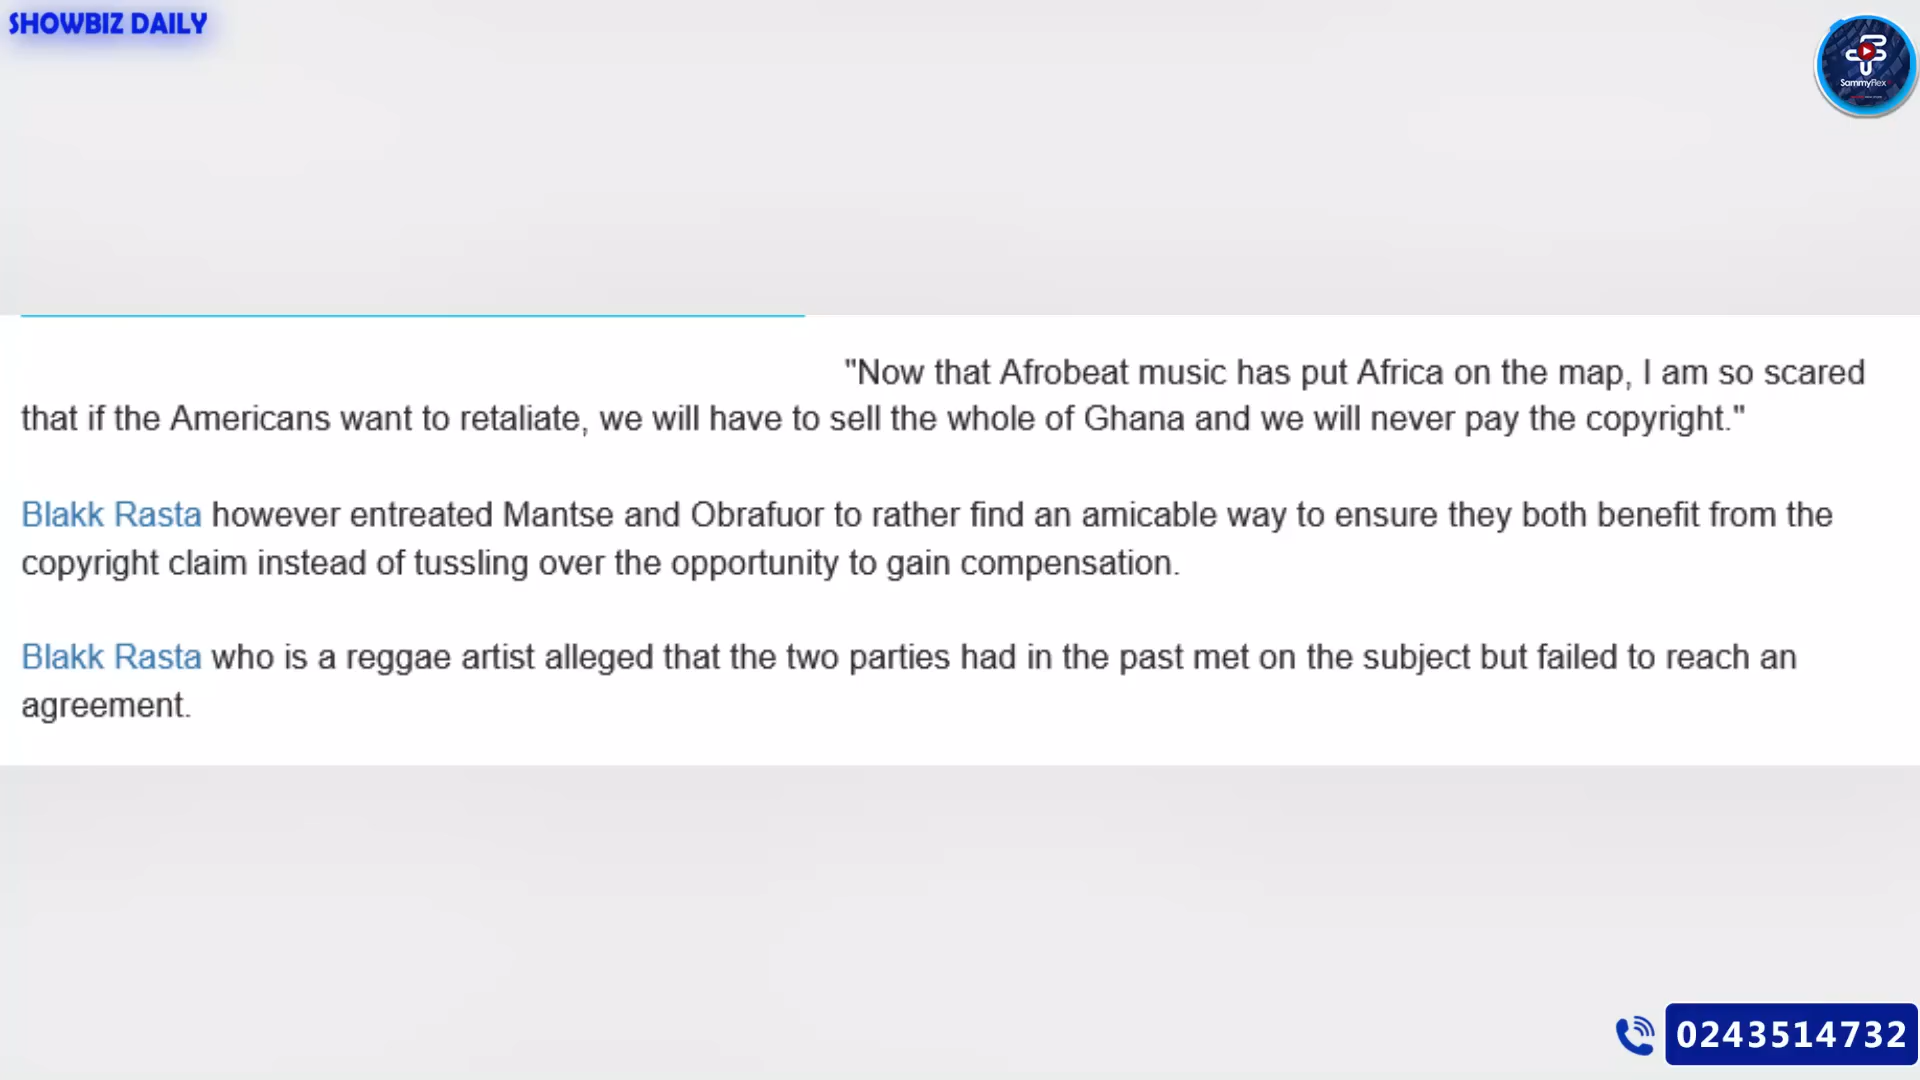 SHOWBIZ DAILY
SammyFlex
"Now that Afrobeat music has put Africa on the map, I am so scared
that if the Americans want to retaliate, we will have to sell the whole of Ghana and we will never pay the copyright."
Blakk Rasta however entreated Mantse and Obrafuor to rather find an amicable way to ensure they both benefit from the
copyright claim instead of tussling over the opportunity to gain compensation.
Blakk Rasta who is a reggae artist alleged that the two parties had in the past met on the subject but failed to reach an
agreement.
0243514732